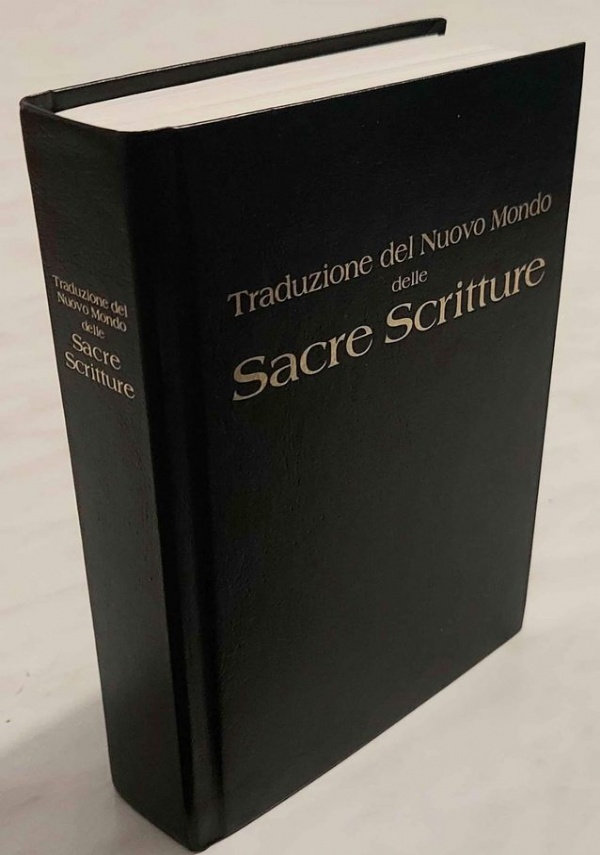 Traduzione del
Nuovo Mondo
delle
Sacre
Scritture
Traduzione del Nuovo Mondo
delle
Sacre Scritture